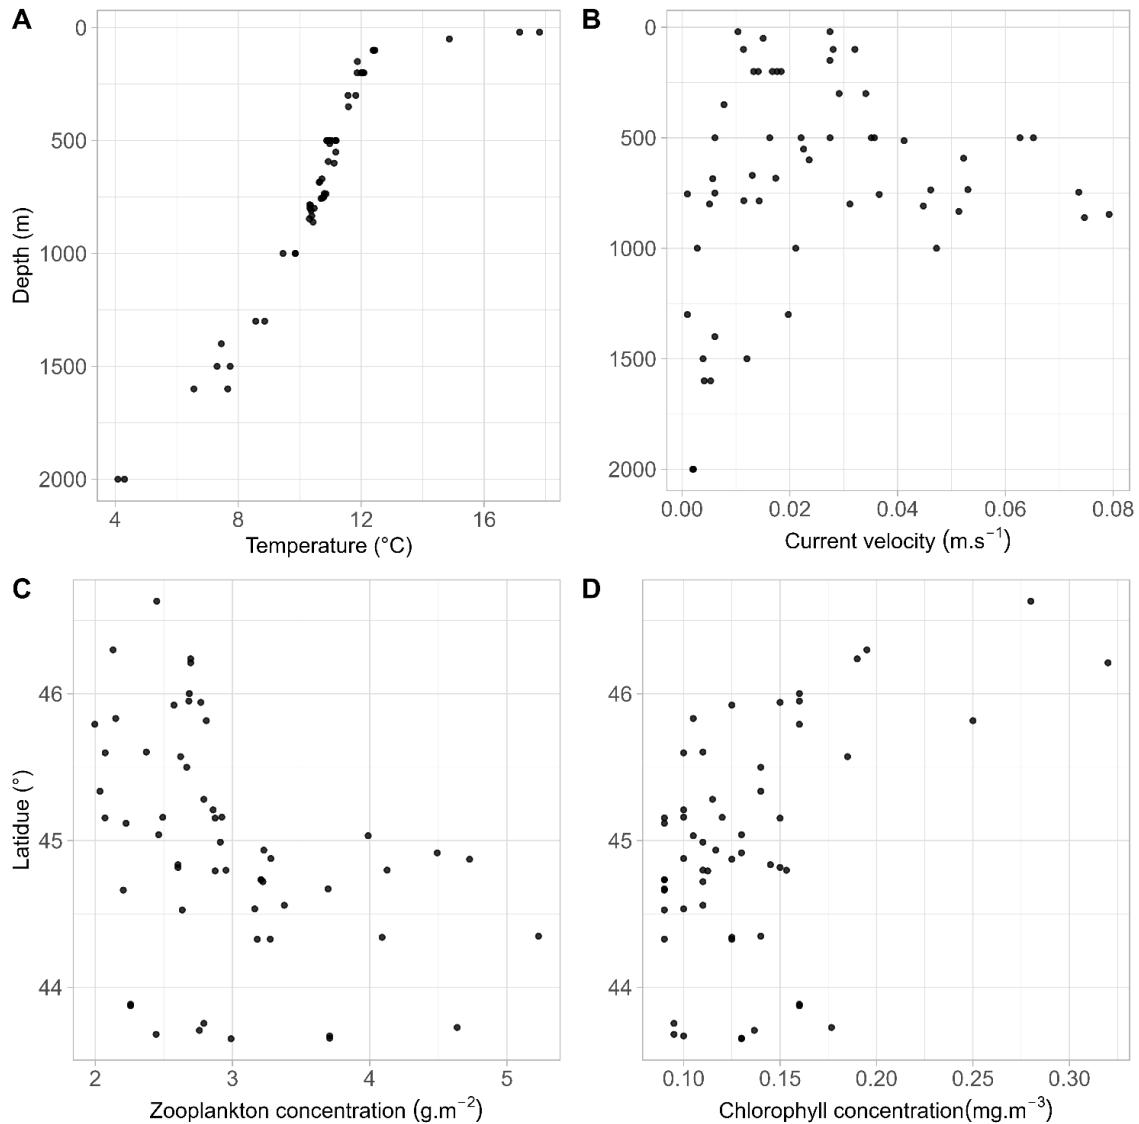 A
0
500
1000
1500
2000
Depth (m)
4 8 12 16
Temperature (°C)
B
0
500
1000
1500
2000
0.00 0.02 0.04 0.06 0.08
Current velocity (m.s⁻¹)
C
46
45
44
Latidue (°)
2 3 4 5
Zooplankton concentration (g.m⁻²)
D
46
45
44
0.10 0.15 0.20 0.25 0.30
Chlorophyll concentration(mg.m⁻³)